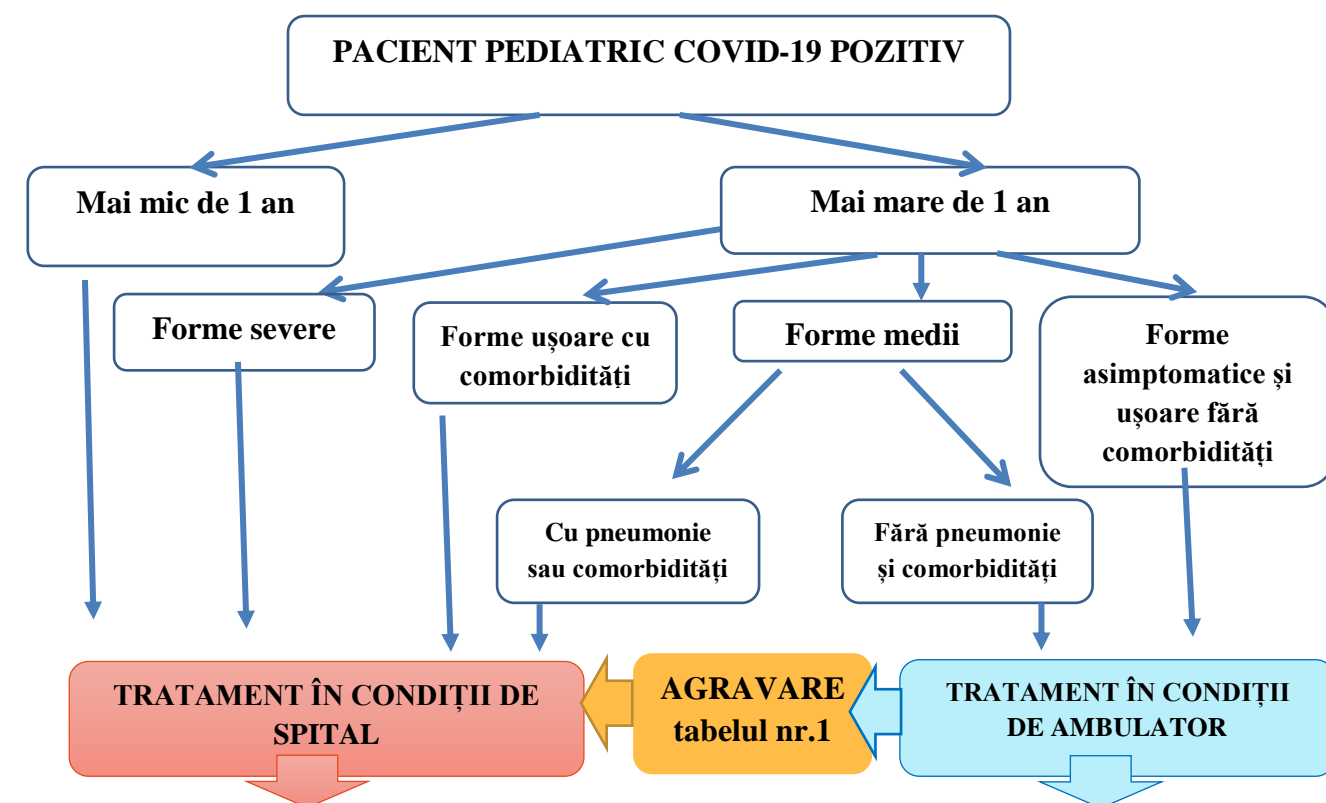 PACIENT PEDIATRIC COVID-19 POZITIV
Mai mic de 1 an
Mai mare de 1 an
Forme severe
Forme ușoare cu
comorbidități
Forme medii
Forme
asimptomatice și
ușoare fără
comorbidități
Cu pneumonie
sau comorbidități
Fără pneumonie
și comorbidități
TRATAMENT ÎN CONDIȚII DE
SPITAL
AGRAVARE
tabelul nr.1
TRATAMENT ÎN CONDIȚII
DE AMBULATOR